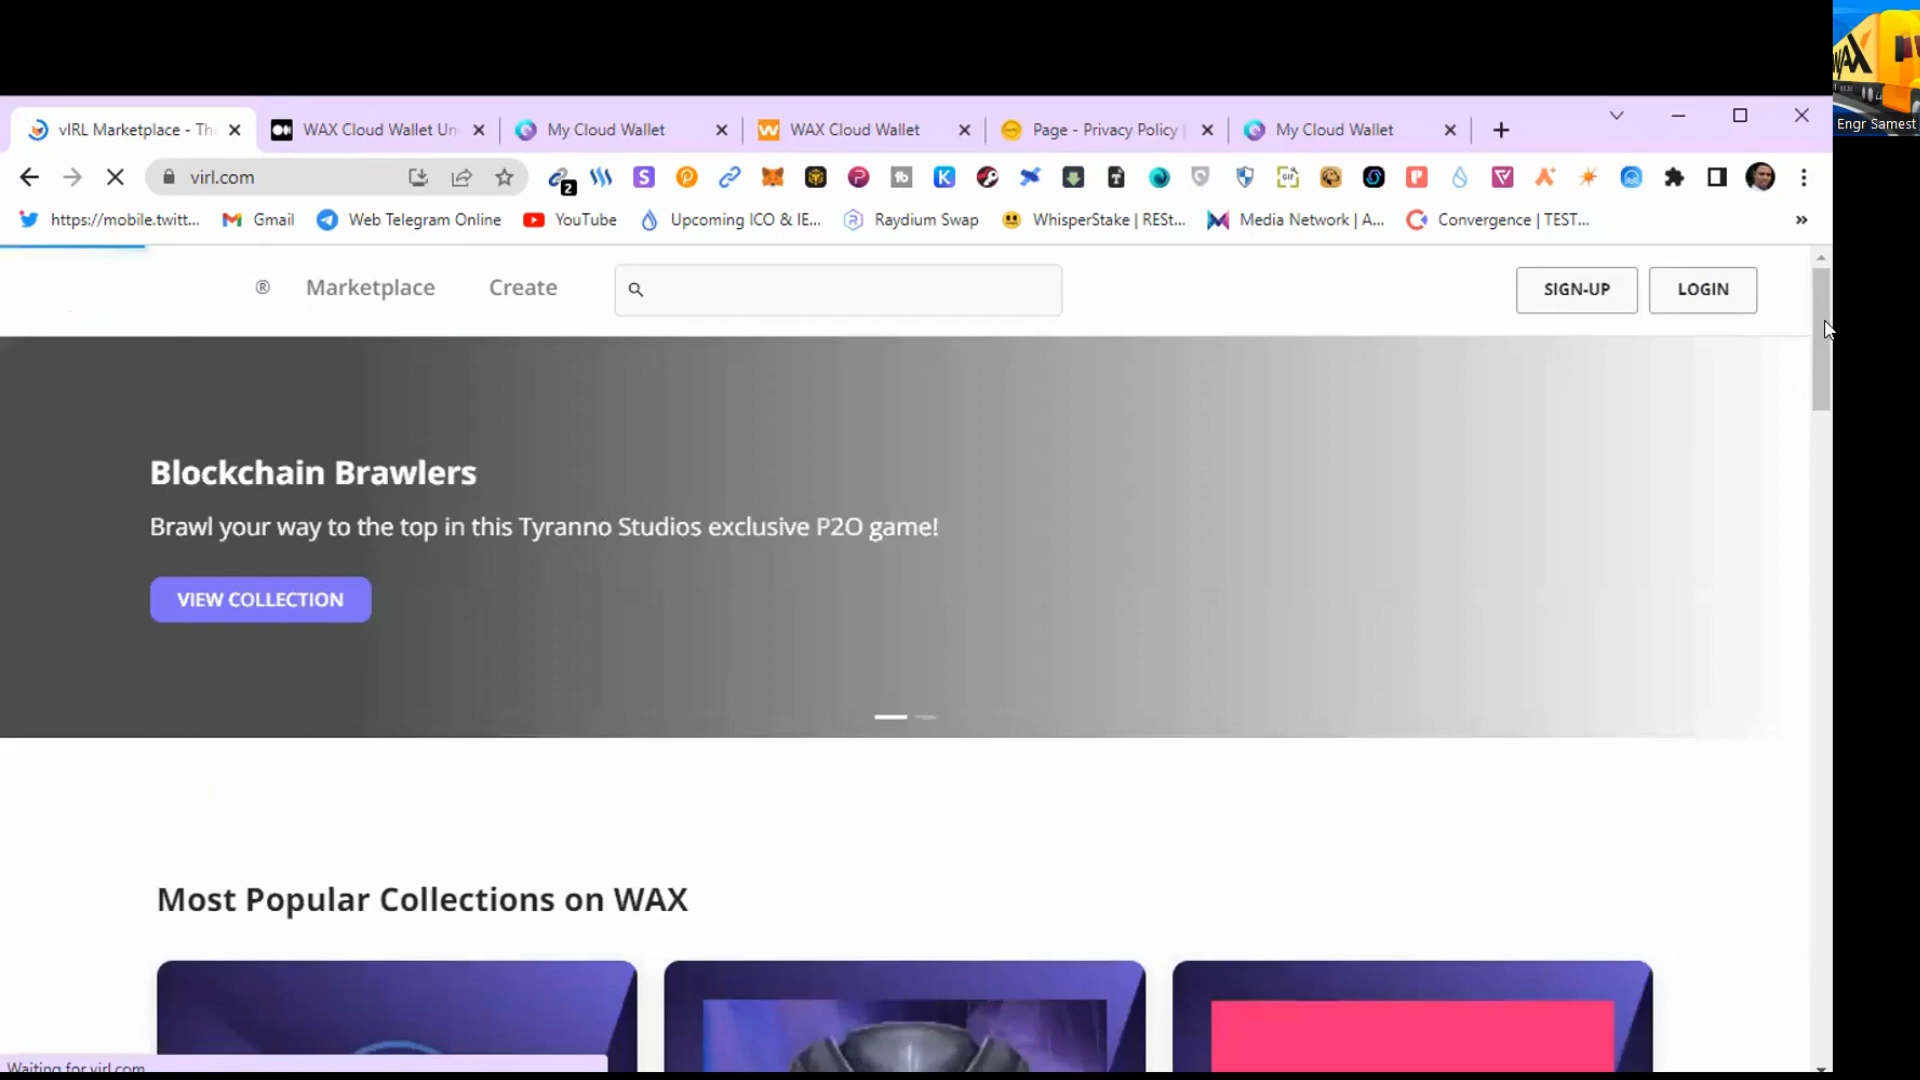 WAX
Engr Samest
vIRL Marketplace - Th
WAX Cloud Wallet Un
My Cloud Wallet
WAX Cloud Wallet
Page - Privacy Policy
My Cloud Wallet
virl.com
2
https://mobile.twitt...
Gmail
Web Telegram Online
YouTube
Upcoming ICO & IE...
Raydium Swap
WhisperStake | RESt...
Media Network | A...
Convergence | TEST...
»
®
Marketplace
Create
SIGN-UP
LOGIN
Blockchain Brawlers
Brawl your way to the top in this Tyranno Studios exclusive P2O game!
VIEW COLLECTION
Most Popular Collections on WAX
Waiting for virl.com